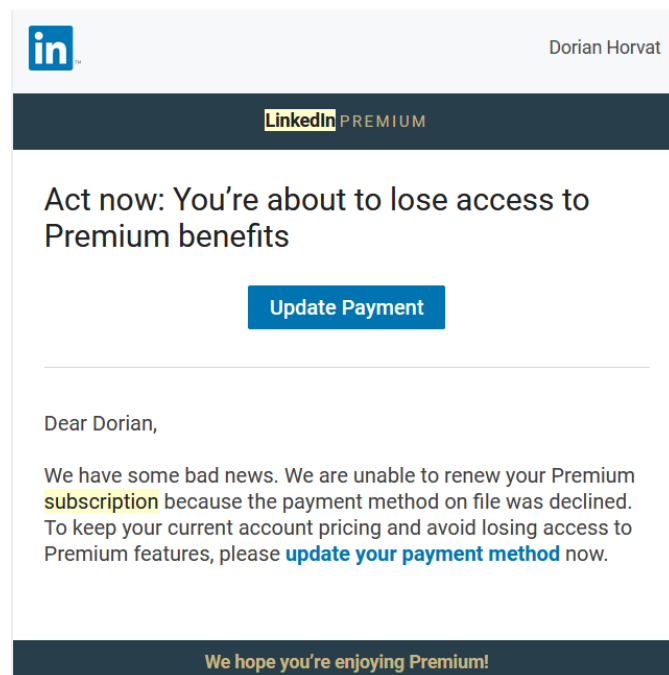 in™
Dorian Horvat
LinkedIn PREMIUM
Act now: You’re about to lose access to
Premium benefits
Update Payment
Dear Dorian,
We have some bad news. We are unable to renew your Premium
subscription because the payment method on file was declined.
To keep your current account pricing and avoid losing access to
Premium features, please update your payment method now.
We hope you’re enjoying Premium!